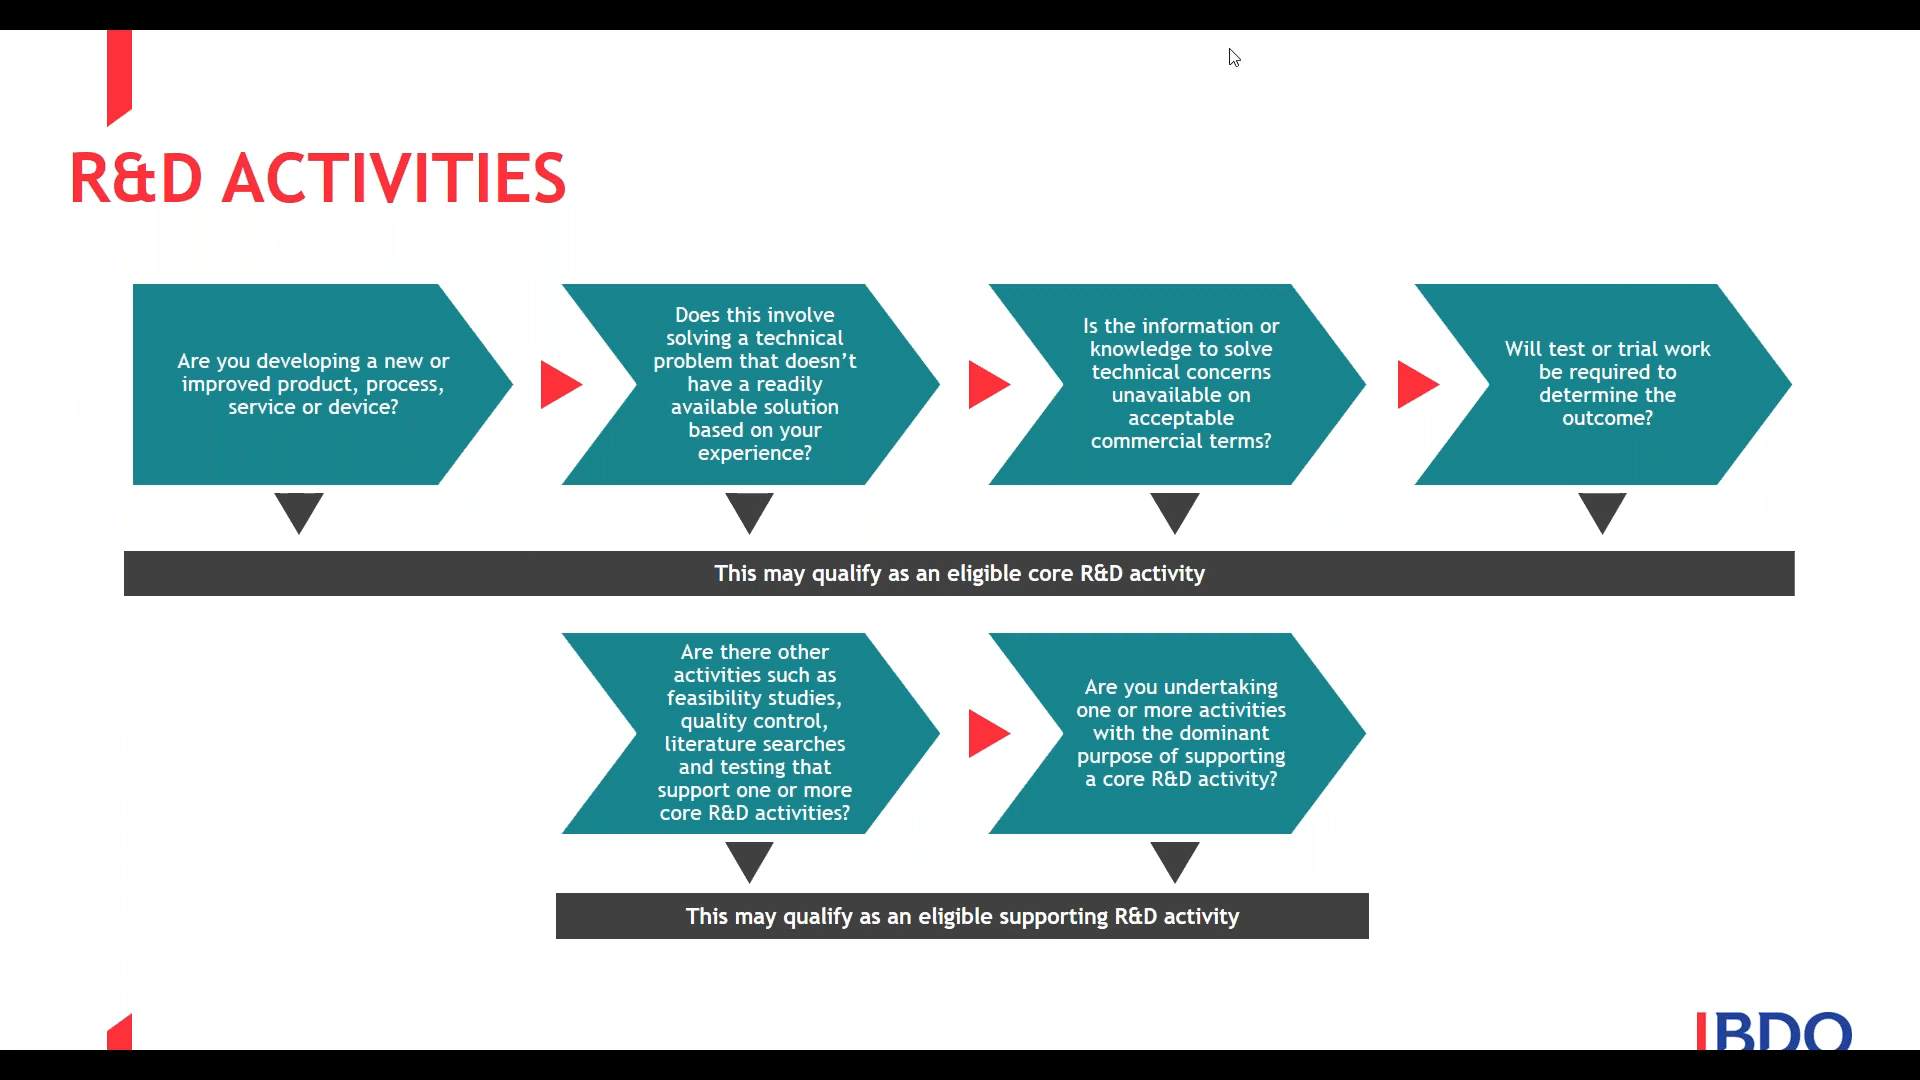 R&D ACTIVITIES
Are you developing a new or
improved product, process,
service or device?
Does this involve
solving a technical
problem that doesn’t
have a readily
available solution
based on your
experience?
Is the information or
knowledge to solve
technical concerns
unavailable on
acceptable
commercial terms?
Will test or trial work
be required to
determine the
outcome?
This may qualify as an eligible core R&D activity
Are there other
activities such as
feasibility studies,
quality control,
literature searches
and testing that
support one or more
core R&D activities?
Are you undertaking
one or more activities
with the dominant
purpose of supporting
a core R&D activity?
This may qualify as an eligible supporting R&D activity
BDO